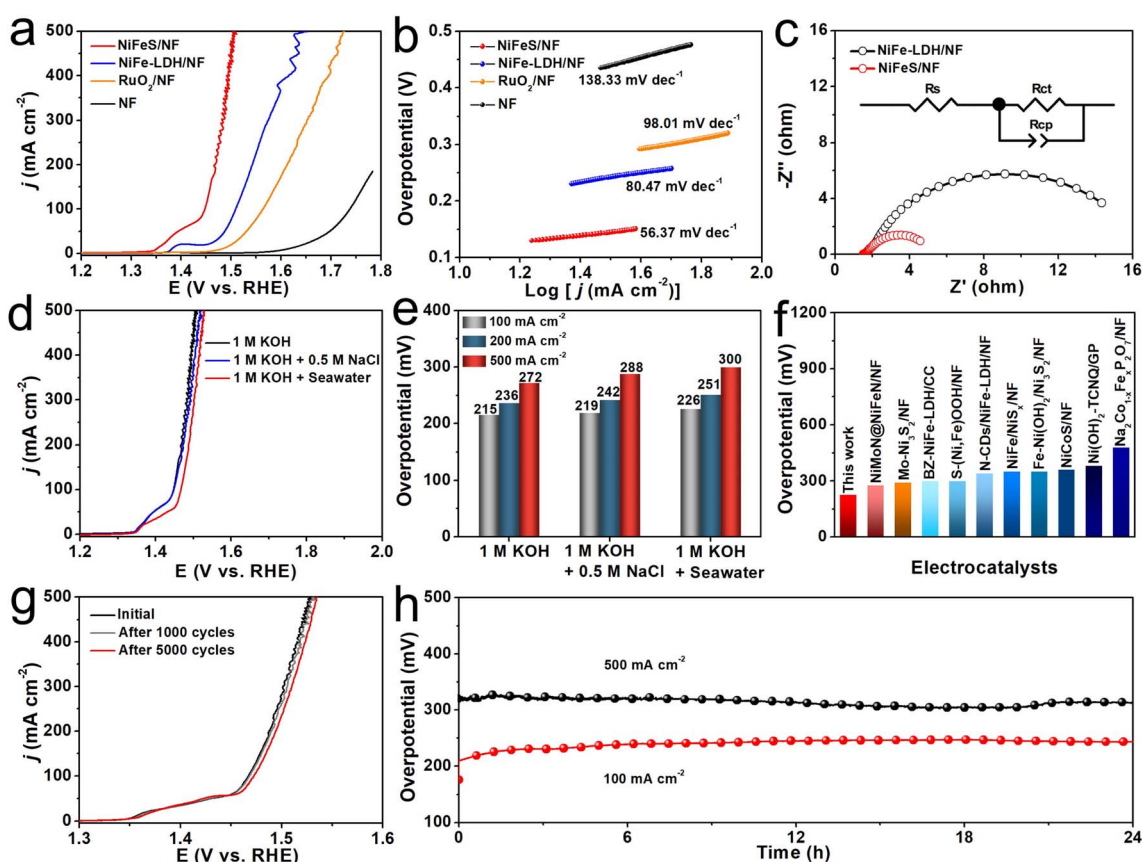 a
NiFeS/NF
NiFe-LDH/NF
RuO2/NF
NF
500
400
300
200
100
0
j (mA cm-2)
1.2 1.3 1.4 1.5 1.6 1.7 1.8
E (V vs. RHE)
b
NiFeS/NF
NiFe-LDH/NF
RuO2/NF
NF
138.33 mV dec-1
98.01 mV dec-1
80.47 mV dec-1
56.37 mV dec-1
0.5
0.4
0.3
0.2
0.1
Overpotential (V)
1.0 1.2 1.4 1.6 1.8 2.0
Log [ j (mA cm-2)]
c
NiFe-LDH/NF
NiFeS/NF
Rs
Rct
Rcp
-16
-12
-8
-4
0
-Z'' (ohm)
0 4 8 12 15
Z' (ohm)
d
1 M KOH
1 M KOH + 0.5 M NaCl
1 M KOH + Seawater
500
400
300
200
100
0
j (mA cm-2)
1.2 1.4 1.6 1.8 2.0
E (V vs. RHE)
e
100 mA cm-2
200 mA cm-2
500 mA cm-2
215
236
272
219
242
288
226
251
300
400
300
200
100
0
Overpotential (mV)
1 M KOH
1 M KOH
+ 0.5 M NaCl
1 M KOH
+ Seawater
f
1200
900
600
300
0
Overpotential (mV)
This work
NiMoN@NiFeN/NF
Mo-Ni3S2/NF
BZ-NiFe-LDH/CC
S-(Ni,Fe)OOH/NF
N-CDs/NiFe-LDH/NF
NiFe/NiSx/NF
Fe-Ni(OH)2/Ni3S2/NF
NiCoS/NF
Ni(OH)2-TCNQ/GP
Na2Co1-xFexP2O7/NF
Electrocatalysts
g
Initial
After 1000 cycles
After 5000 cycles
500
400
300
200
100
0
j (mA cm-2)
1.3 1.4 1.5 1.6
E (V vs. RHE)
h
500 mA cm-2
100 mA cm-2
500
400
300
200
100
Overpotential (mV)
0 6 12 18 24
Time (h)